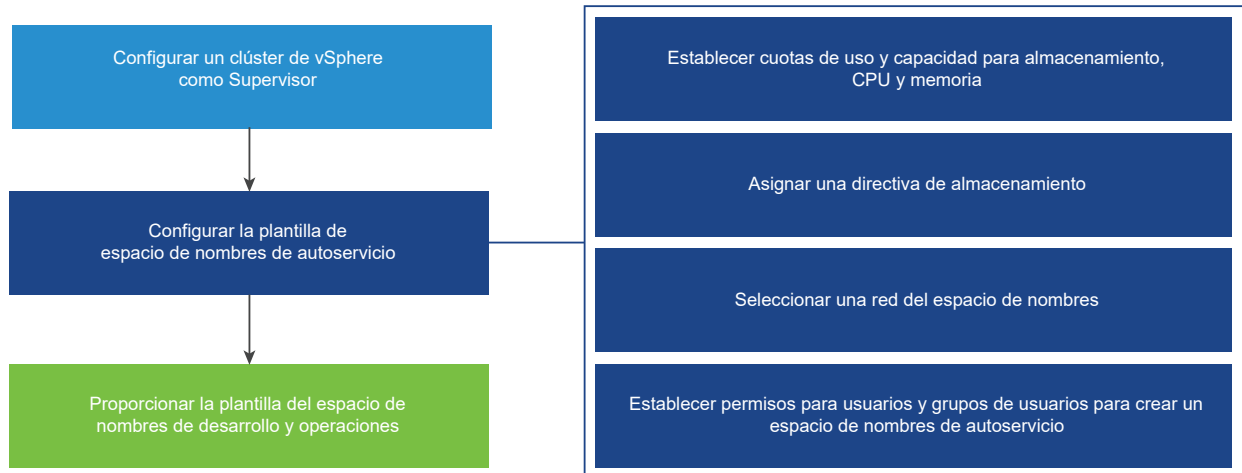 Configurar un clúster de vSphere
como Supervisor
Configurar la plantilla de
espacio de nombres de autoservicio
Proporcionar la plantilla del espacio de
nombres de desarrollo y operaciones
Establecer cuotas de uso y capacidad para almacenamiento,
CPU y memoria
Asignar una directiva de almacenamiento
Seleccionar una red del espacio de nombres
Establecer permisos para usuarios y grupos de usuarios para crear un
espacio de nombres de autoservicio